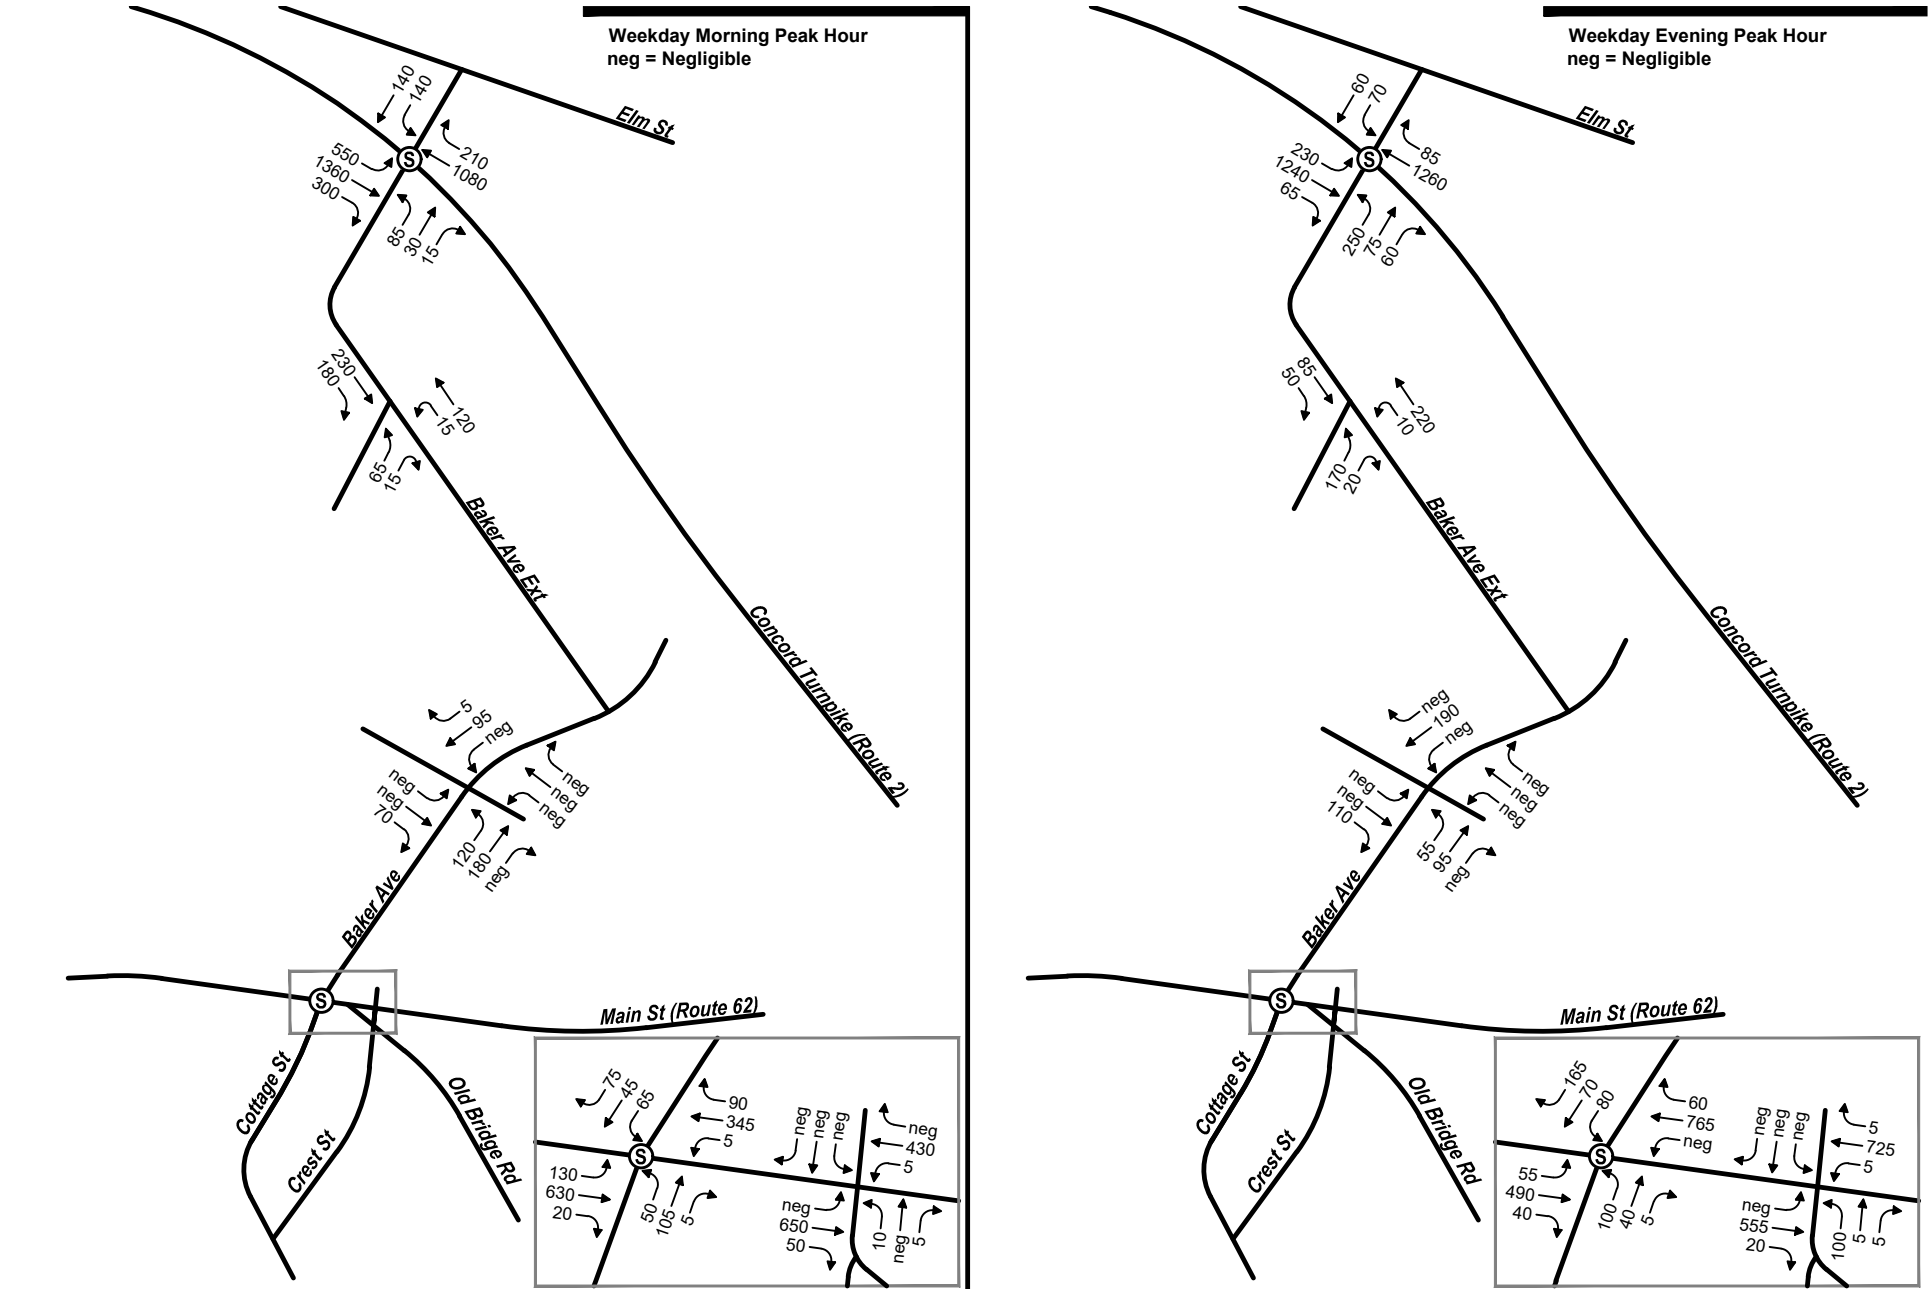 Weekday Morning Peak Hour
neg = Negligible
Elm St
140
140
210
1080
550
1360
300
85
30
15
230
180
120
15
65
15
Baker Ave Ext
Concord Turnpike (Route 2)
5
95
neg
neg
neg
neg
neg
neg
70
120
180
neg
Baker Ave
S
S
Main St (Route 62)
Cottage St
Crest St
Old Bridge Rd
75
45
65
90
345
5
S
130
630
20
50
105
5
neg
neg
neg
neg
430
5
neg
650
50
10
neg
5
Weekday Evening Peak Hour
neg = Negligible
Elm St
60
70
85
1260
230
1240
65
250
75
60
85
50
220
10
170
20
Baker Ave Ext
Concord Turnpike (Route 2)
neg
190
neg
neg
neg
neg
neg
neg
110
55
95
neg
Baker Ave
S
S
Main St (Route 62)
Cottage St
Crest St
Old Bridge Rd
165
70
80
60
765
neg
S
55
490
40
100
40
5
neg
neg
neg
5
725
5
neg
555
20
100
5
5